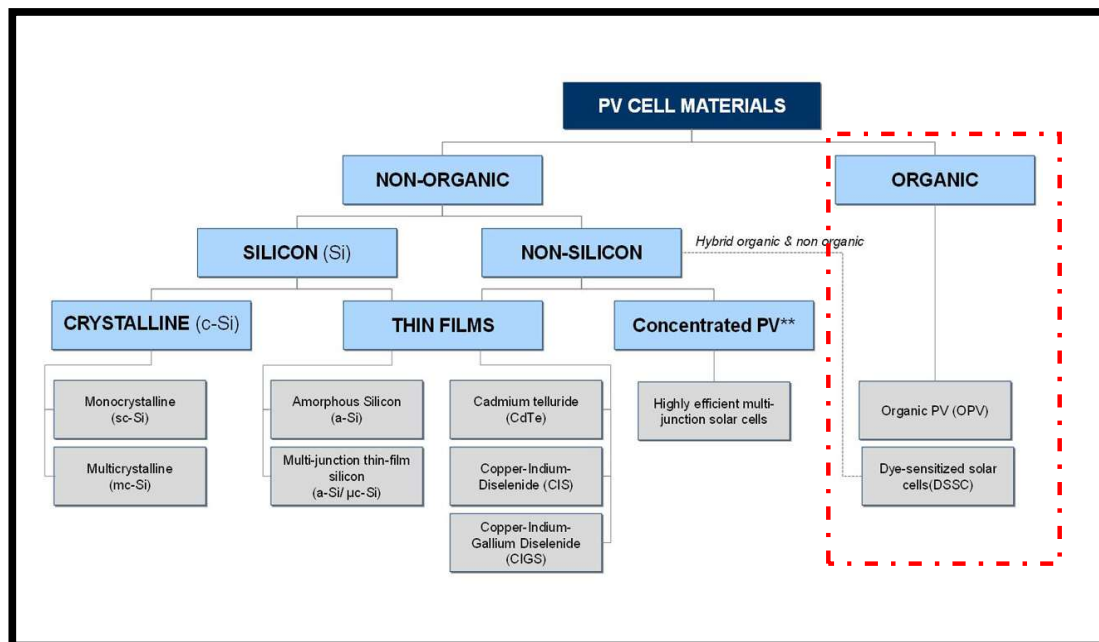 PV CELL MATERIALS
NON-ORGANIC
ORGANIC
SILICON (Si)
NON-SILICON
Hybrid organic & non organic
CRYSTALLINE (c-Si)
THIN FILMS
Concentrated PV**
Monocrystalline
(sc-Si)
Multicrystalline
(mc-Si)
Amorphous Silicon
(a-Si)
Multi-junction thin-film
silicon
(a-Si/ μc-Si)
Cadmium telluride
(CdTe)
Copper-Indium-
Diselenide (CIS)
Copper-Indium-
Gallium Diselenide
(CIGS)
Highly efficient multi-
junction solar cells
Organic PV (OPV)
Dye-sensitized solar
cells(DSSC)